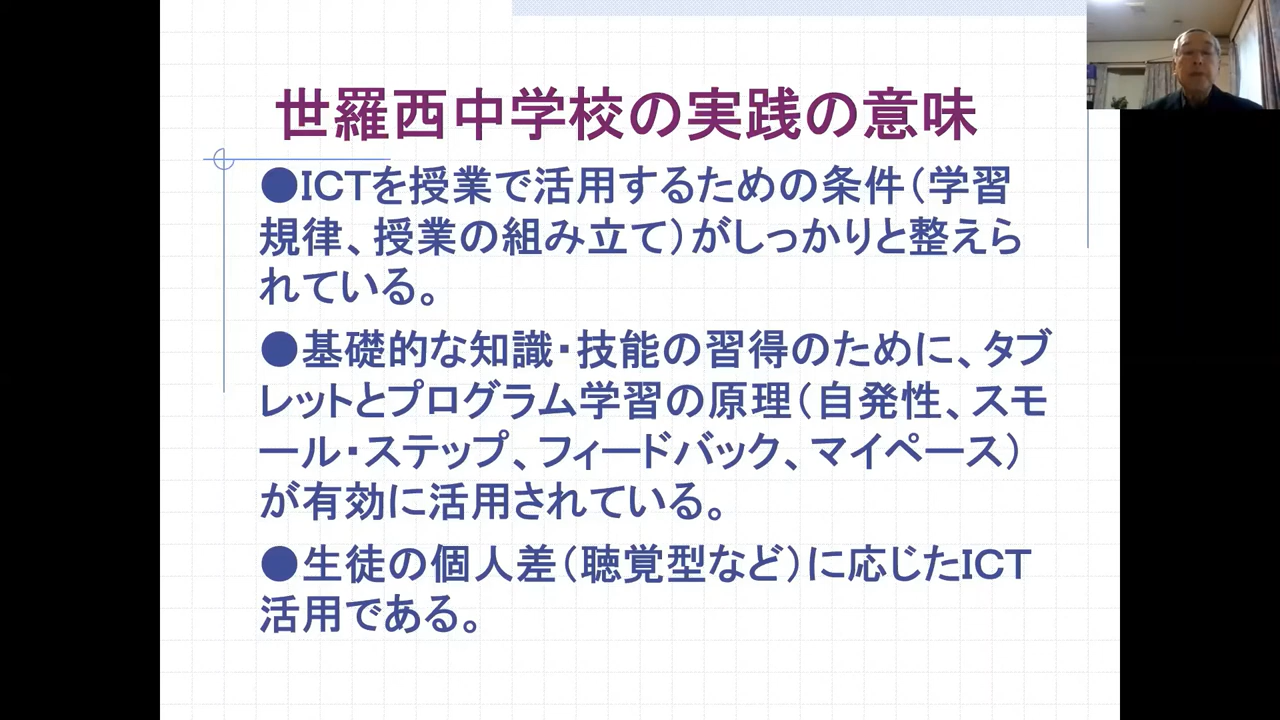 世羅西中学校の実践の意味
●ICTを授業で活用するための条件（学習
規律、授業の組み立て）がしっかりと整えら
れている。
●基礎的な知識・技能の習得のために、タブ
レットとプログラム学習の原理（自発性、スモ
ール・ステップ、フィードバック、マイペース）
が有効に活用されている。
●生徒の個人差（聴覚型など）に応じたICT
活用である。